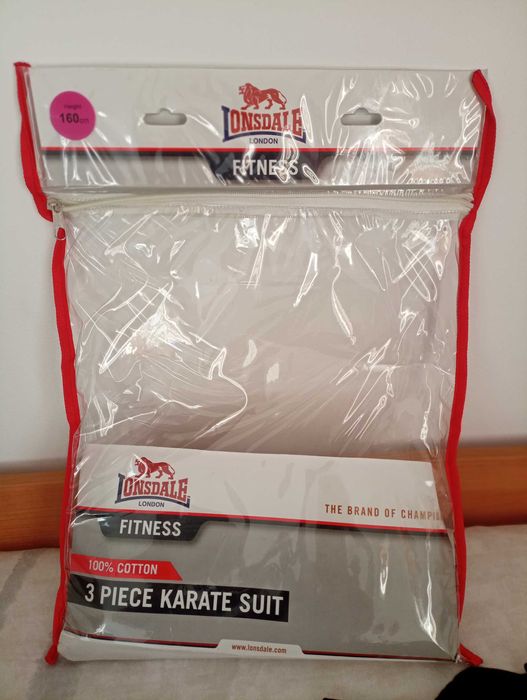 Height
160cm
LONSDALE
LONDON
FITNESS
LONSDALE
LONDON
FITNESS
THE BRAND OF CHAMPI
100% COTTON
3 PIECE KARATE SUIT
www.lonsdale.com